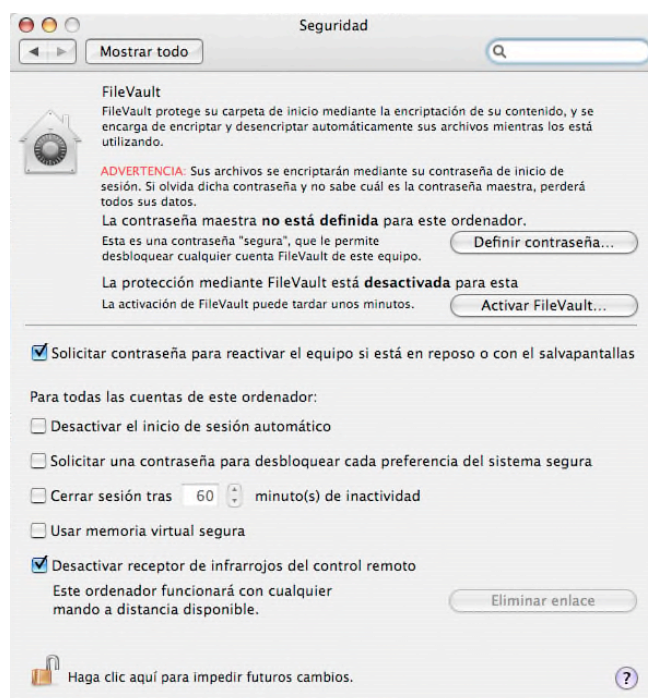 Seguridad
Mostrar todo
FileVault
FileVault protege su carpeta de inicio mediante la encriptación de su contenido, y se
encarga de encriptar y desencriptar automáticamente sus archivos mientras los está
utilizando.
ADVERTENCIA: Sus archivos se encriptarán mediante su contraseña de inicio de
sesión. Si olvida dicha contraseña y no sabe cuál es la contraseña maestra, perderá
todos sus datos.
La contraseña maestra no está definida para este ordenador.
Esta es una contraseña "segura", que le permite
desbloquear cualquier cuenta FileVault de este equipo.
Definir contraseña...
La protección mediante FileVault está desactivada para esta
La activación de FileVault puede tardar unos minutos.
Activar FileVault...
Solicitar contraseña para reactivar el equipo si está en reposo o con el salvapantallas
Para todas las cuentas de este ordenador:
Desactivar el inicio de sesión automático
Solicitar una contraseña para desbloquear cada preferencia del sistema segura
Cerrar sesión tras 60 minuto(s) de inactividad
Usar memoria virtual segura
Desactivar receptor de infrarrojos del control remoto
Este ordenador funcionará con cualquier
mando a distancia disponible.
Eliminar enlace
Haga clic aquí para impedir futuros cambios.
?